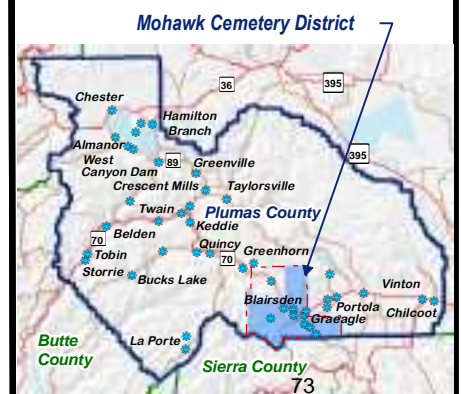 Mohawk Cemetery District
36
395
Chester
Hamilton
Branch
395
Almanor
West
89
Canyon Dam
Greenville
Crescent Mills
Taylorsville
Twain
Plumas County
Keddie
70
Belden
Quincy
70
Greenhorn
Tobin
Storrie
Bucks Lake
Vinton
Blairsden
Portola
Graeagle
Chilcoot
Butte
County
La Porte
Sierra County
73